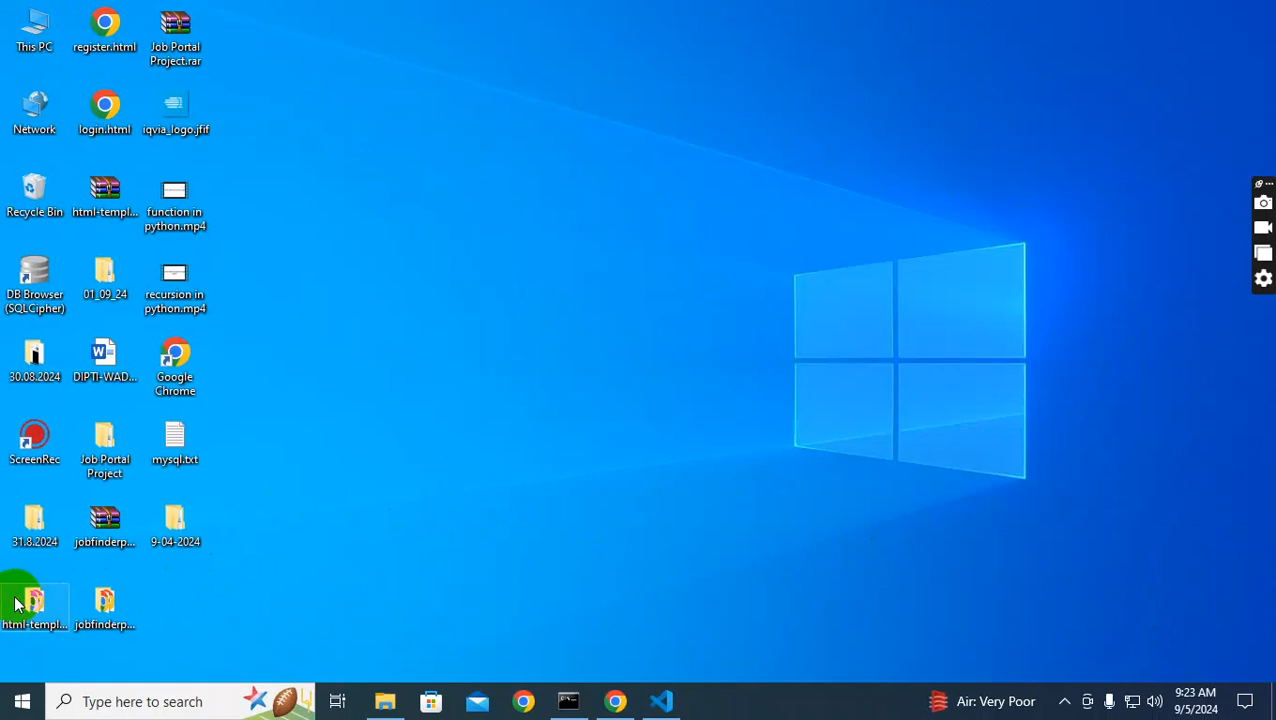 This PC
register.html
Job Portal
Project.rar
Network
login.html
iqvia_logo.jfif
Recycle Bin
html-templ...
function in
python.mp4
DB Browser
(SQLCipher)
01_09_24
recursion in
python.mp4
30.08.2024
DIPTI-WAD...
Google
Chrome
ScreenRec
Job Portal
Project
mysql.txt
31.8.2024
jobfinderp...
9-04-2024
html-templ...
jobfinderp...
Type here to search
Air: Very Poor
9:23 AM
9/5/2024